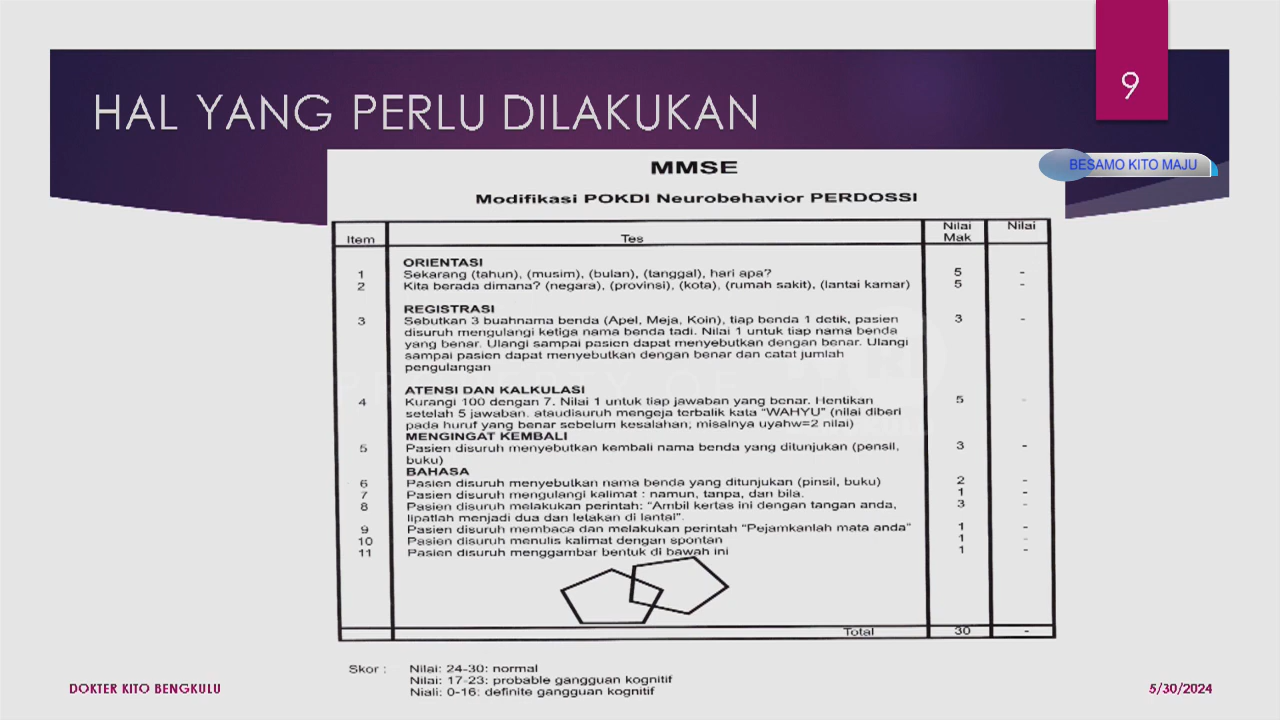 9
HAL YANG PERLU DILAKUKAN
BESAMO KITO MAJU
MMSE
Modifikasi POKDI Neurobehavior PERDOSSI
Item Tes Nilai Mak Nilai
ORIENTASI
1 Sekarang (tahun), (musim), (bulan), (tanggal), hari apa? 5 -
2 Kita berada dimana? (negara), (provinsi), (kota), (rumah sakit), (lantai kamar) 5 -
REGISTRASI
3 Sebutkan 3 buahnama benda (Apel, Meja, Koin), tiap benda 1 detik, pasien 3 -
disuruh mengulangi ketiga nama benda tadi. Nilai 1 untuk tiap nama benda
yang benar. Ulangi sampai pasien dapat menyebutkan dengan benar. Ulangi
sampai pasien dapat menyebutkan dengan benar dan catat jumlah
pengulangan
PROPERTY OF
ATENSI DAN KALKULASI
4 Kurangi 100 dengan 7. Nilai 1 untuk tiap jawaban yang benar. Hentikan 5 -
setelah 5 jawaban. ataudisuruh mengeja terbalik kata "WAHYU" (nilai diberi
pada huruf yang benar sebelum kesalahan; misalnya uyahw=2 nilai)
MENGINGAT KEMBALI
5 Pasien disuruh menyebutkan kembali nama benda yang ditunjukan (pensil, 3 -
buku)
BAHASA
6 Pasien disuruh menyebutkan nama benda yang ditunjukan (pinsil, buku) 2 -
7 Pasien disuruh mengulangi kalimat : namun, tanpa, dan bila. 1 -
8 Pasien disuruh melakukan perintah: "Ambil kertas ini dengan tangan anda, 3 -
lipatlah menjadi dua dan letakan di lantai".
9 Pasien disuruh membaca dan melakukan perintah "Pejamkanlah mata anda" 1 -
10 Pasien disuruh menulis kalimat dengan spontan 1 -
11 Pasien disuruh menggambar bentuk di bawah ini 1 -
Total 30 -
Skor : Nilai: 24-30: normal
Nilai: 17-23: probable gangguan kognitif
Niali: 0-16: definite gangguan kognitif
DOKTER KITO BENGKULU
5/30/2024